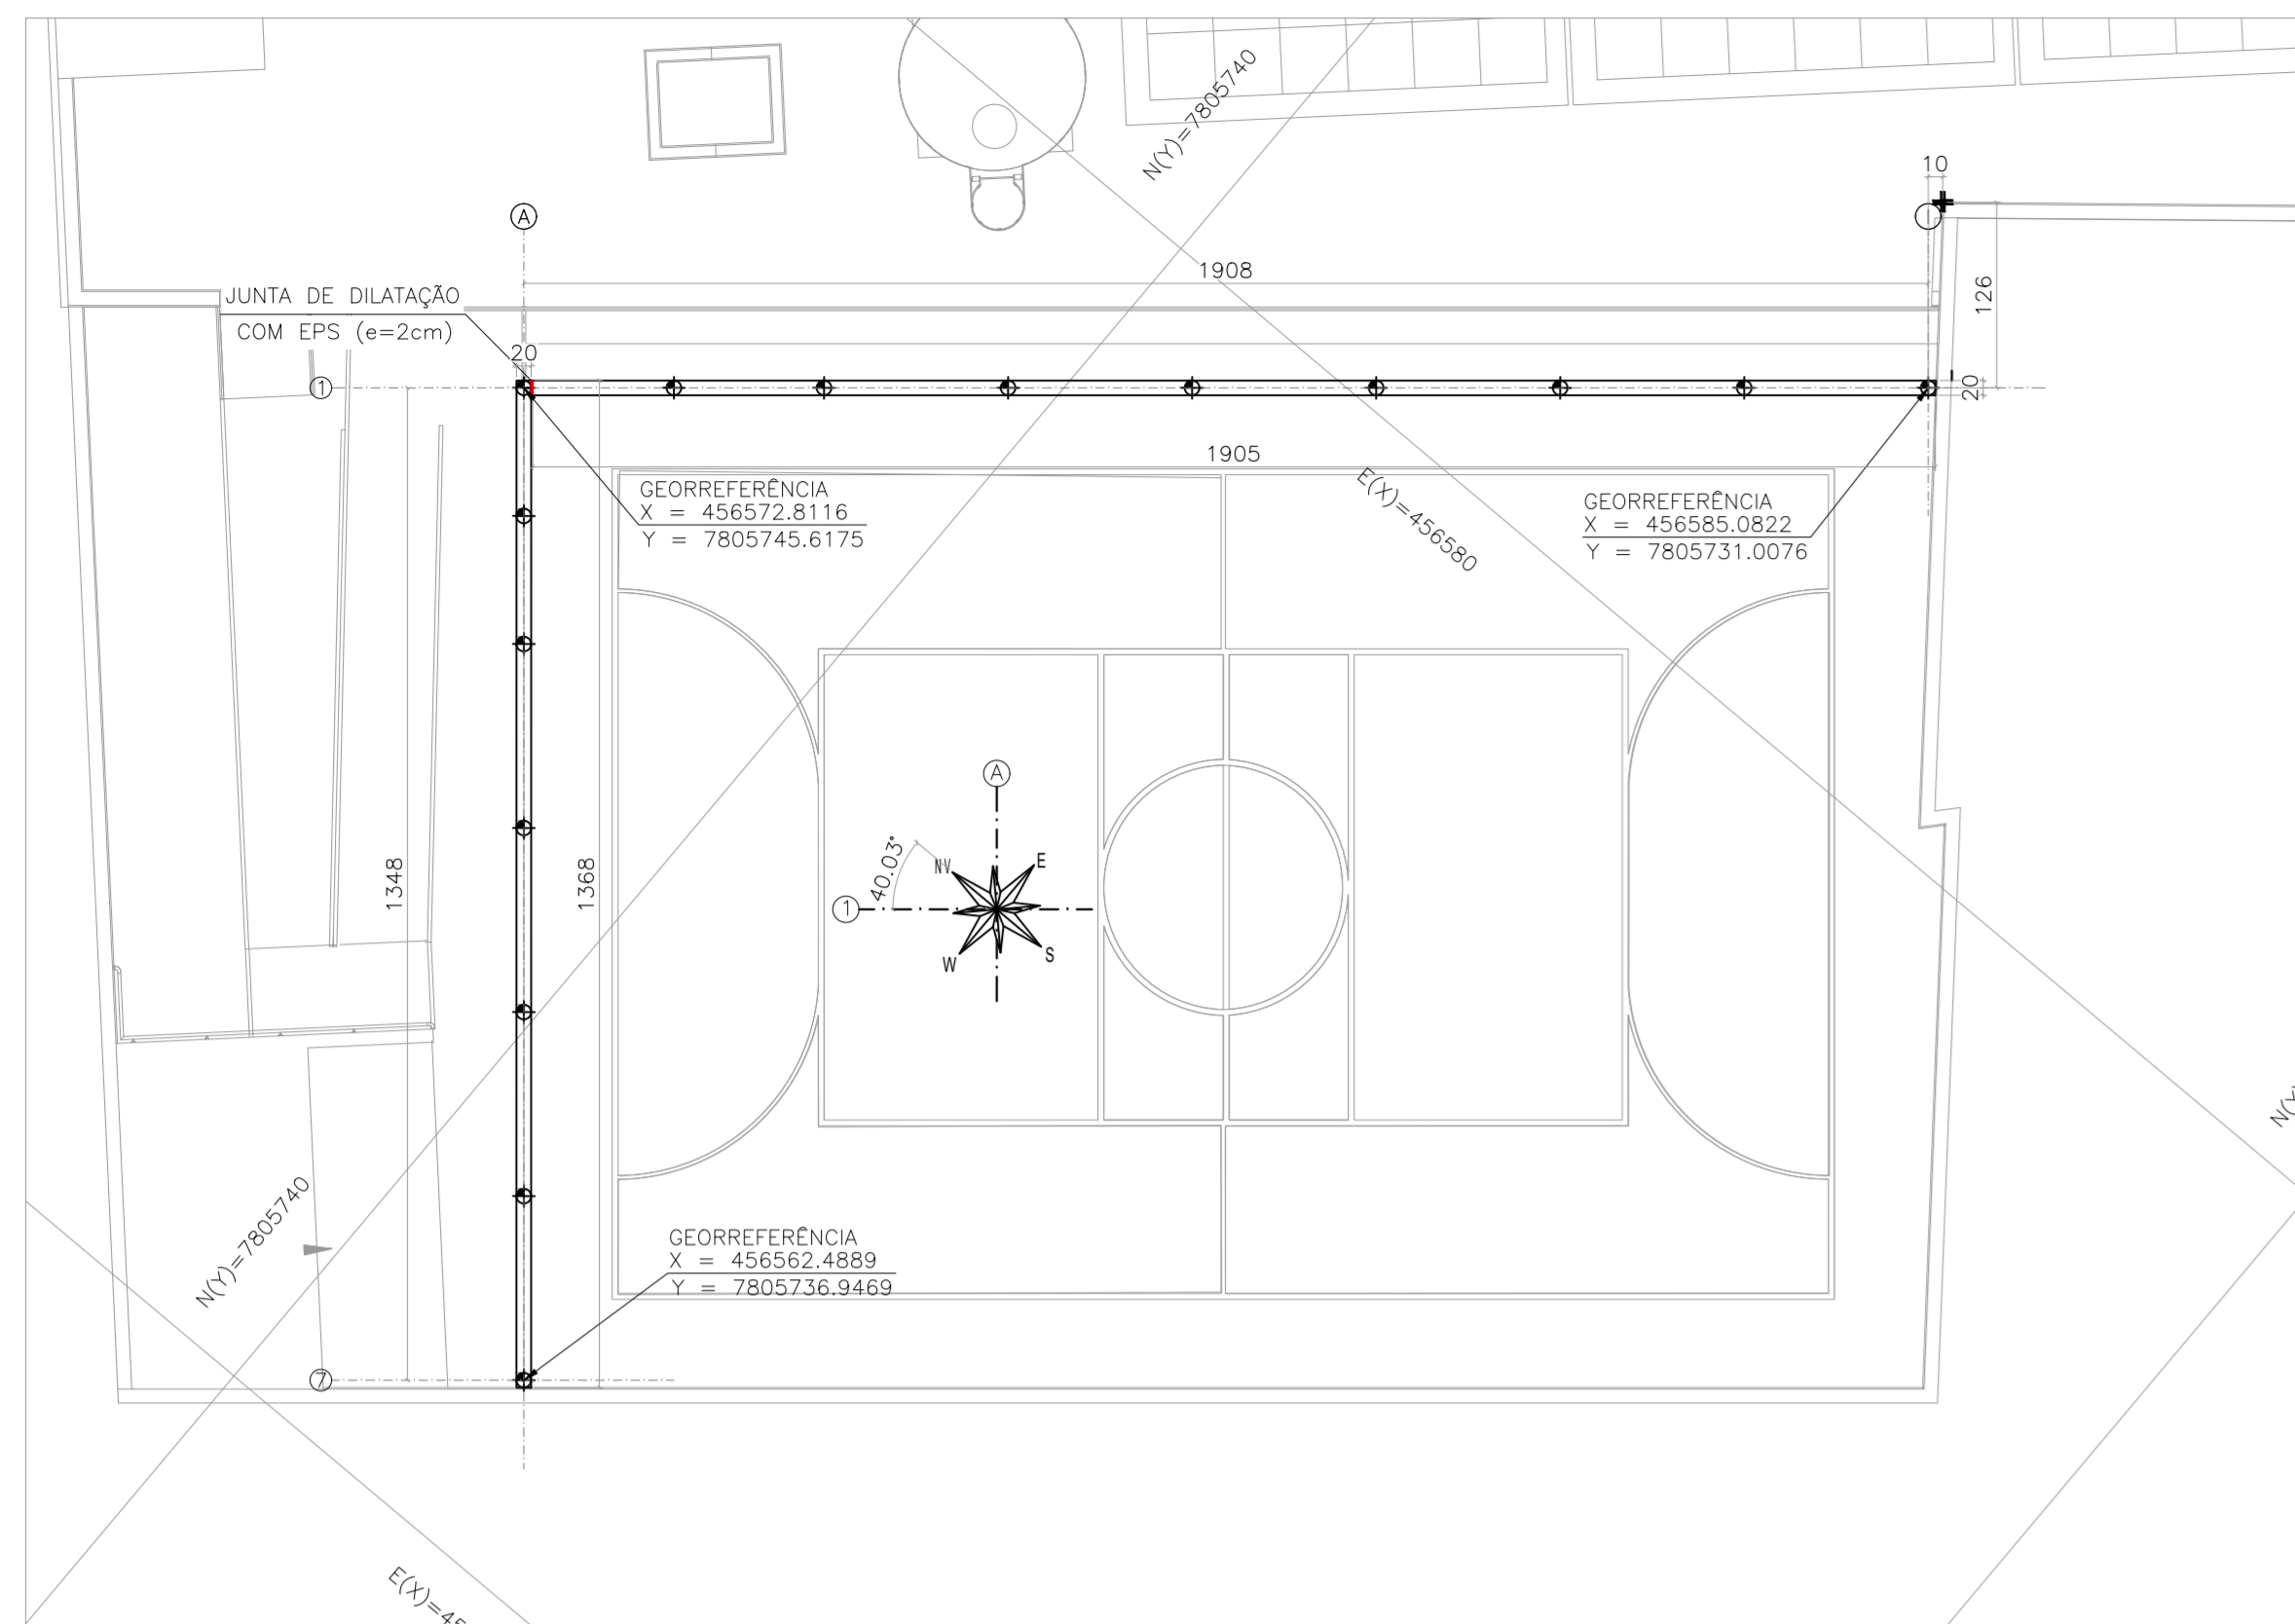 N(Y)=7805740
10
A
1908
126
JUNTA DE DILATAÇÃO
COM EPS (e=2cm)
20
1
20
1905
GEORREFERÊNCIA
X = 456572.8116
Y = 7805745.6175
E(X)=456580
GEORREFERÊNCIA
X = 456585.0822
Y = 7805731.0076
A
40.03°
E
1
W
S
1348
1368
N(Y)=7805740
GEORREFERÊNCIA
X = 456562.4889
Y = 7805736.9469
7